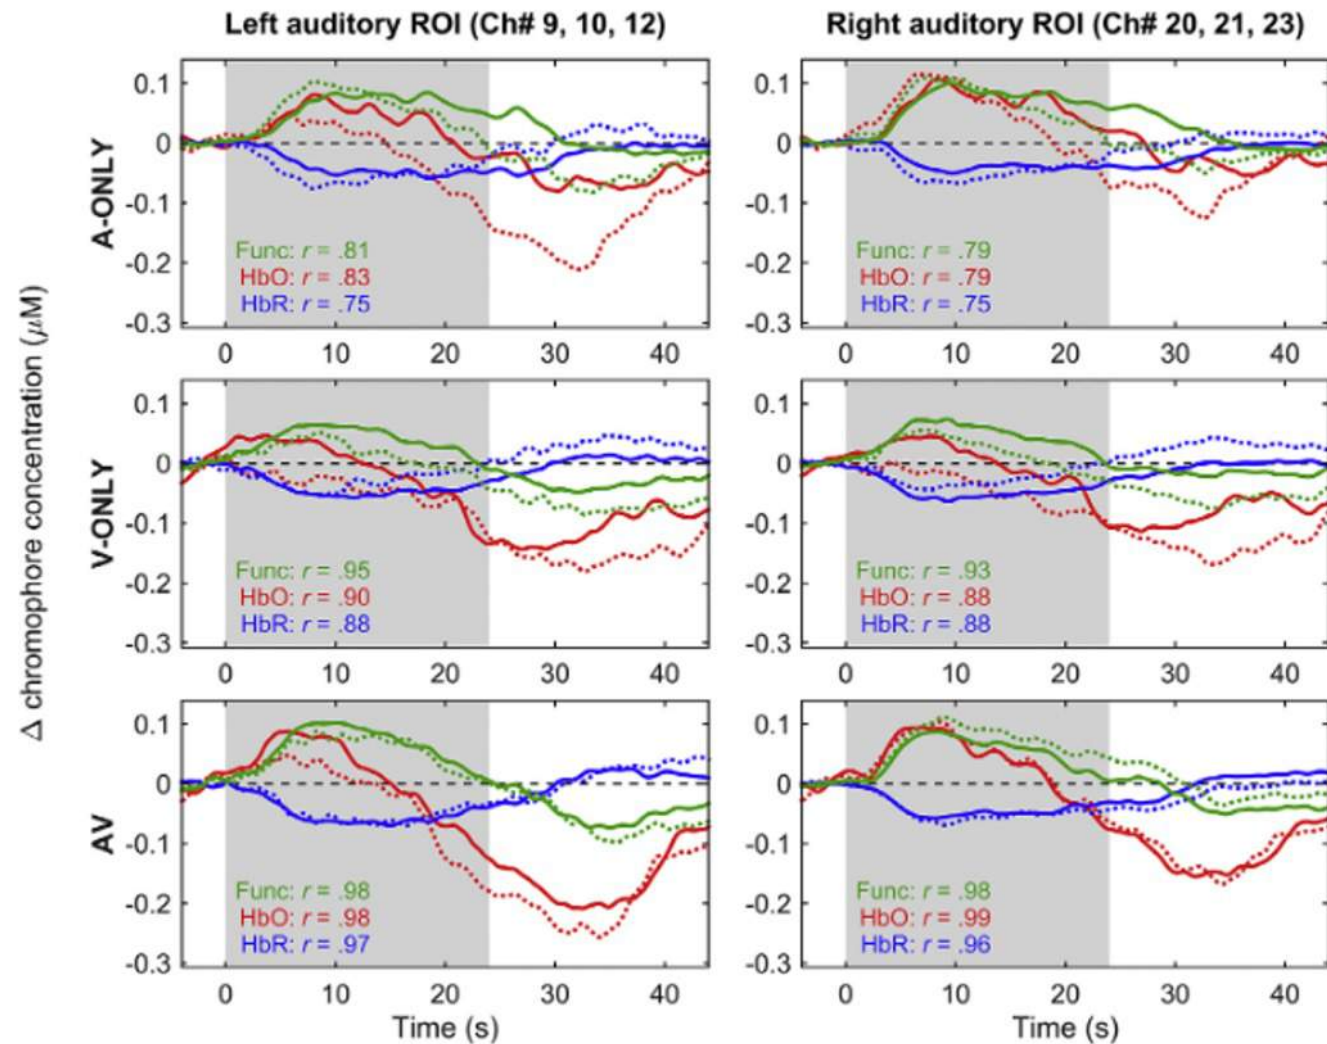 Left auditory ROI (Ch# 9, 10, 12)
Right auditory ROI (Ch# 20, 21, 23)
Δ chromophore concentration (μM)
A-ONLY
0.1
0
-0.1
-0.2
-0.3
Func: r = .81
HbO: r = .83
HbR: r = .75
0 10 20 30 40
0.1
0
-0.1
-0.2
-0.3
Func: r = .79
HbO: r = .79
HbR: r = .75
0 10 20 30 40
V-ONLY
0.1
0
-0.1
-0.2
-0.3
Func: r = .95
HbO: r = .90
HbR: r = .88
0 10 20 30 40
0.1
0
-0.1
-0.2
-0.3
Func: r = .93
HbO: r = .88
HbR: r = .88
0 10 20 30 40
AV
0.1
0
-0.1
-0.2
-0.3
Func: r = .98
HbO: r = .98
HbR: r = .97
0 10 20 30 40
Time (s)
0.1
0
-0.1
-0.2
-0.3
Func: r = .98
HbO: r = .99
HbR: r = .96
0 10 20 30 40
Time (s)